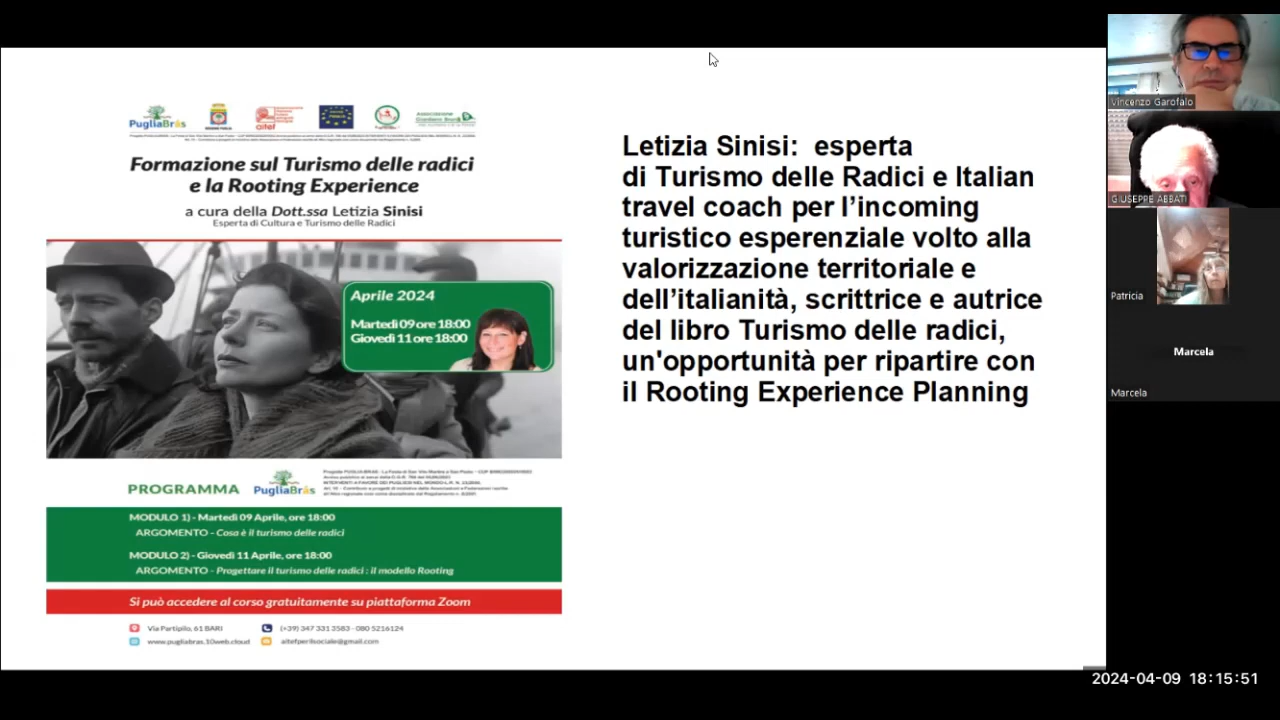 PugliaBrás
aitef
Formazione sul Turismo delle radici
e la Rooting Experience
a cura della Dott.ssa Letizia Sinisi
Esperta di Cultura e Turismo delle Radici
Aprile 2024
Martedì 09 ore 18:00
Giovedì 11 ore 18:00
PROGRAMMA
PugliaBrás
MODULO 1) - Martedì 09 Aprile, ore 18:00
ARGOMENTO - Cosa è il turismo delle radici
MODULO 2) - Giovedì 11 Aprile, ore 18:00
ARGOMENTO - Progettare il turismo delle radici : il modello Rooting
Si può accedere al corso gratuitamente su piattaforma Zoom
Via Partipilo, 61 BARI
(+39) 347 331 3583 - 080 5216124
www.pugliabras.10web.cloud
aitefperilsociale@gmail.com
Letizia Sinisi: esperta
di Turismo delle Radici e Italian
travel coach per l’incoming
turistico esperenziale volto alla
valorizzazione territoriale e
dell’italianità, scrittrice e autrice
del libro Turismo delle radici,
un'opportunità per ripartire con
il Rooting Experience Planning
Vincenzo Garofalo
GIUSEPPE ABBATI
Patricia
Marcela
Marcela
2024-04-09 18:15:51